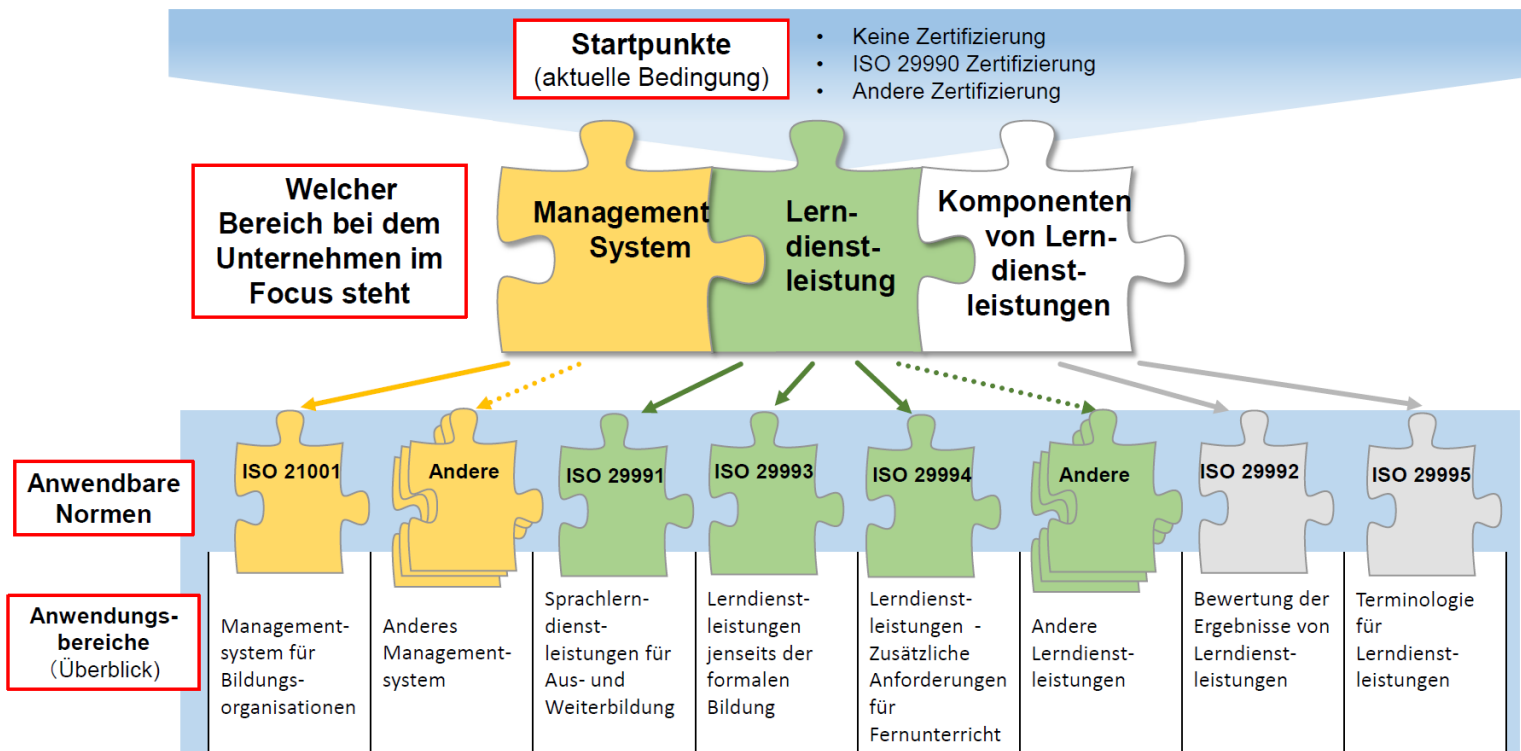 Startpunkte
(aktuelle Bedingung)
• Keine Zertifizierung
• ISO 29990 Zertifizierung
• Andere Zertifizierung
Welcher
Bereich bei dem
Unternehmen im
Focus steht
Management
System
Lern-
dienst-
leistung
Komponenten
von Lern-
dienst-
leistungen
Anwendbare
Normen
ISO 21001
Andere
ISO 29991
ISO 29993
ISO 29994
Andere
ISO 29992
ISO 29995
Anwendungs-
bereiche
(Überblick)
Management-
system für
Bildungs-
organisationen
Anderes
Management-
system
Sprachlern-
dienst-
leistungen für
Aus- und
Weiterbildung
Lerndienst-
leistungen
jenseits der
formalen
Bildung
Lerndienst-
leistungen -
Zusätzliche
Anforderungen
für
Fernunterricht
Andere
Lerndienst-
leistungen
Bewertung der
Ergebnisse von
Lerndienst-
leistungen
Terminologie
für
Lerndienst-
leistungen